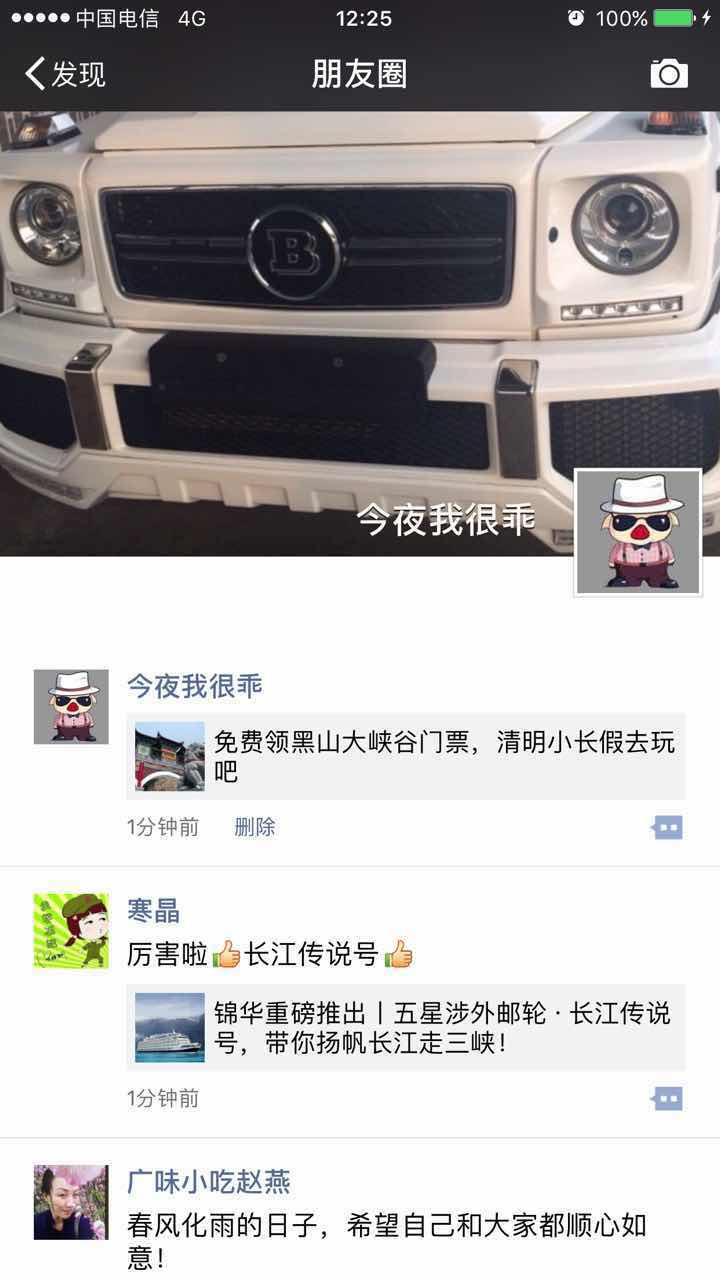 中国电信 4G 12:25 100%
发现 朋友圈
B
今夜我很乖
今夜我很乖
免费领黑山大峡谷门票，清明小长假去玩
吧
1分钟前 删除
寒晶
厉害啦👍长江传说号👍
锦华重磅推出丨五星涉外邮轮·长江传说
号，带你扬帆长江走三峡！
1分钟前
广味小吃赵燕
春风化雨的日子，希望自己和大家都顺心如
意！